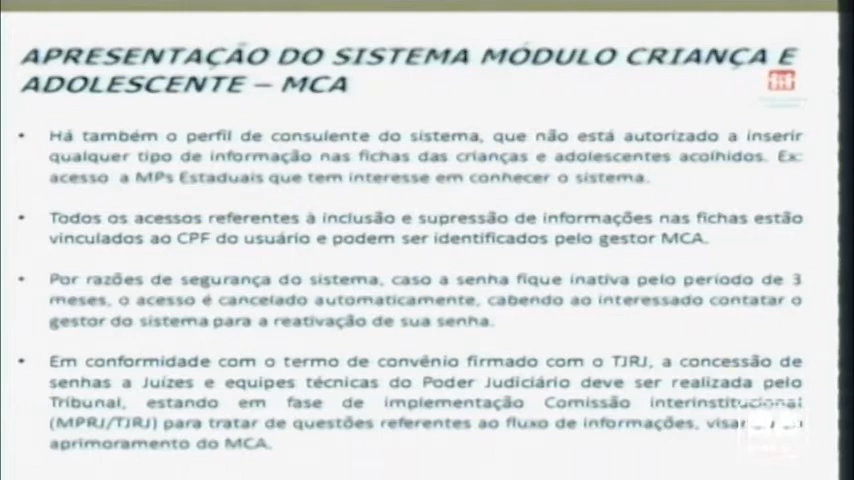 APRESENTAÇÃO DO SISTEMA MÓDULO CRIANÇA E
ADOLESCENTE – MCA
• Há também o perfil de consulente do sistema, que não está autorizado a inserir
qualquer tipo de informação nas fichas das crianças e adolescentes acolhidos. Ex:
acesso a MPs Estaduais que tem interesse em conhecer o sistema.
• Todos os acessos referentes à inclusão e supressão de informações nas fichas estão
vinculados ao CPF do usuário e podem ser identificados pelo gestor MCA.
• Por razões de segurança do sistema, caso a senha fique inativa pelo período de 3
meses, o acesso é cancelado automaticamente, cabendo ao interessado contatar o
gestor do sistema para a reativação de sua senha.
• Em conformidade com o termo de convênio firmado com o TJRJ, a concessão de
senhas a Juízes e equipes técnicas do Poder Judiciário deve ser realizada pelo
Tribunal, estando em fase de implementação Comissão interinstitucional
(MPRJ/TJRJ) para tratar de questões referentes ao fluxo de informações,
aprimoramento do MCA.